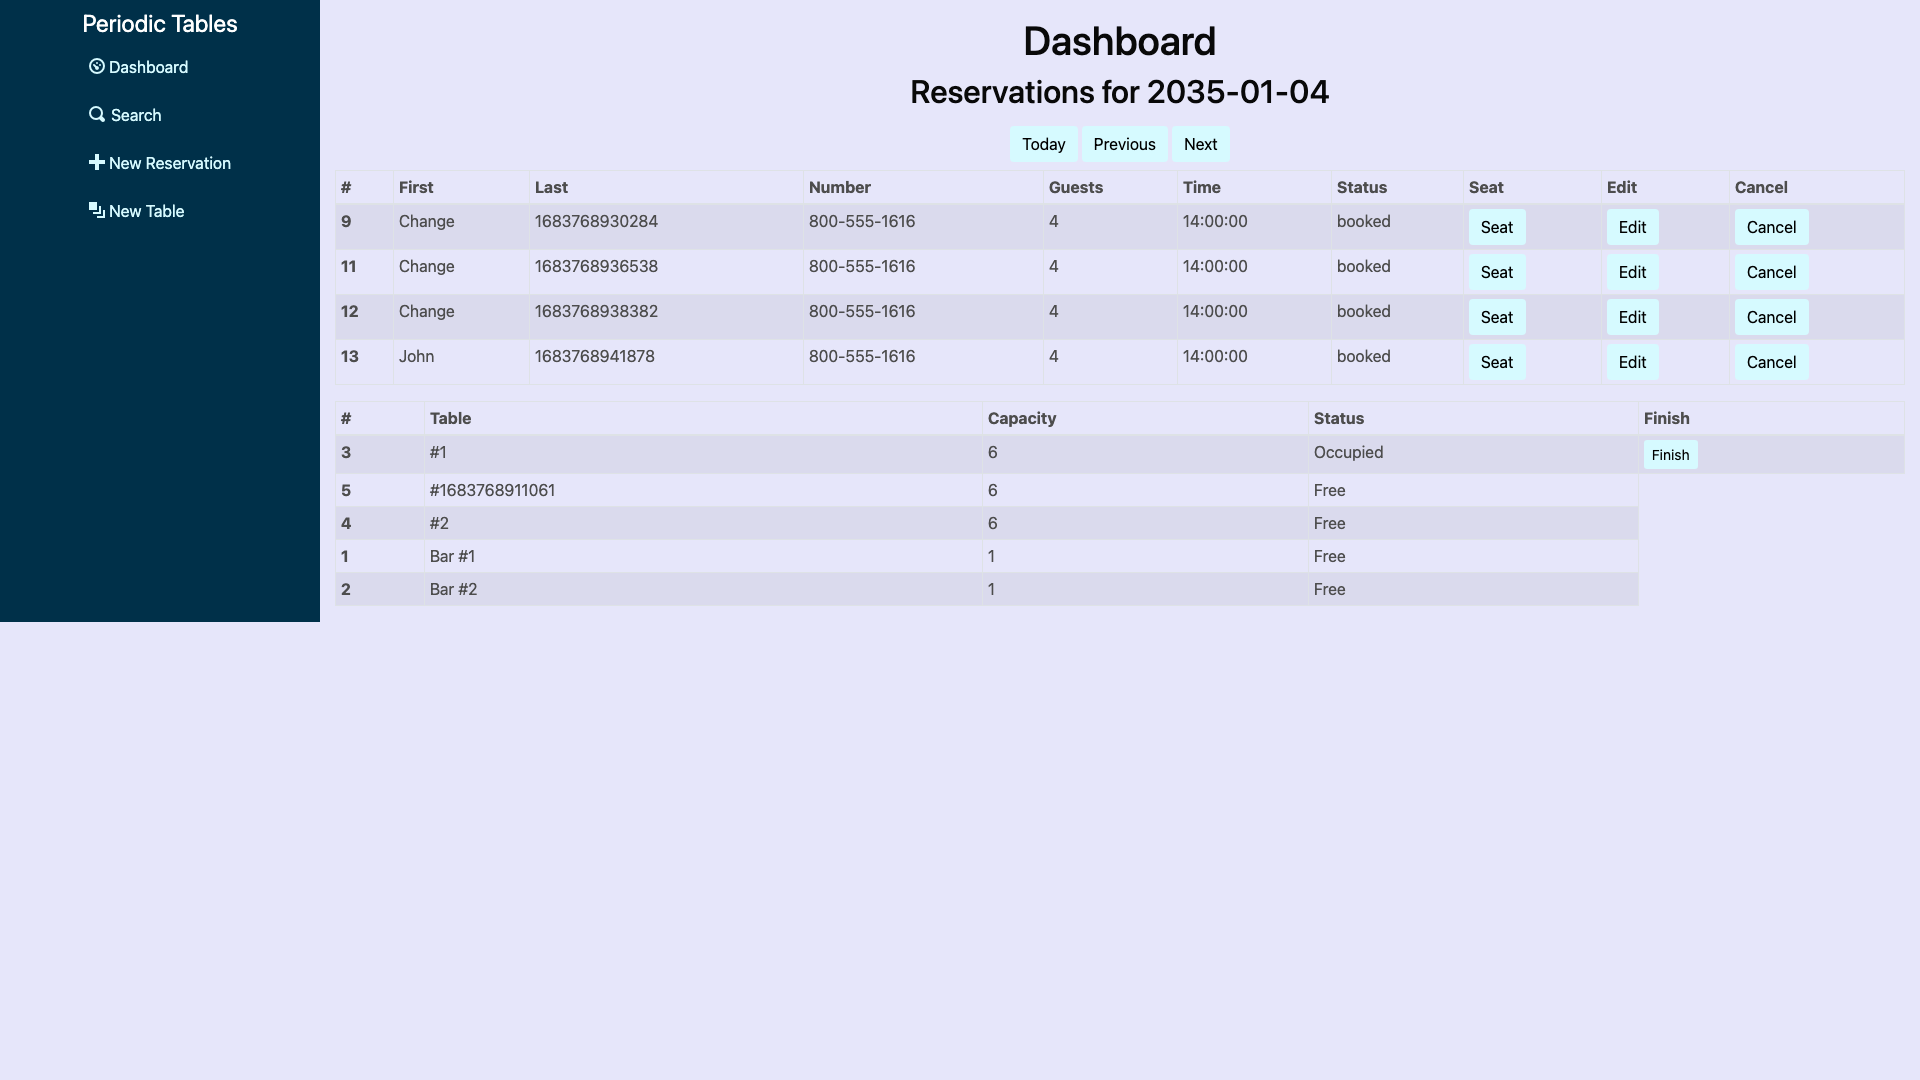 Periodic Tables
Dashboard
Search
New Reservation
New Table
Dashboard
Reservations for 2035-01-04
Today Previous Next
# First Last Number Guests Time Status Seat Edit Cancel
9 Change 1683768930284 800-555-1616 4 14:00:00 booked Seat Edit Cancel
11 Change 1683768936538 800-555-1616 4 14:00:00 booked Seat Edit Cancel
12 Change 1683768938382 800-555-1616 4 14:00:00 booked Seat Edit Cancel
13 John 1683768941878 800-555-1616 4 14:00:00 booked Seat Edit Cancel
# Table Capacity Status Finish
3 #1 6 Occupied Finish
5 #1683768911061 6 Free
4 #2 6 Free
1 Bar #1 1 Free
2 Bar #2 1 Free